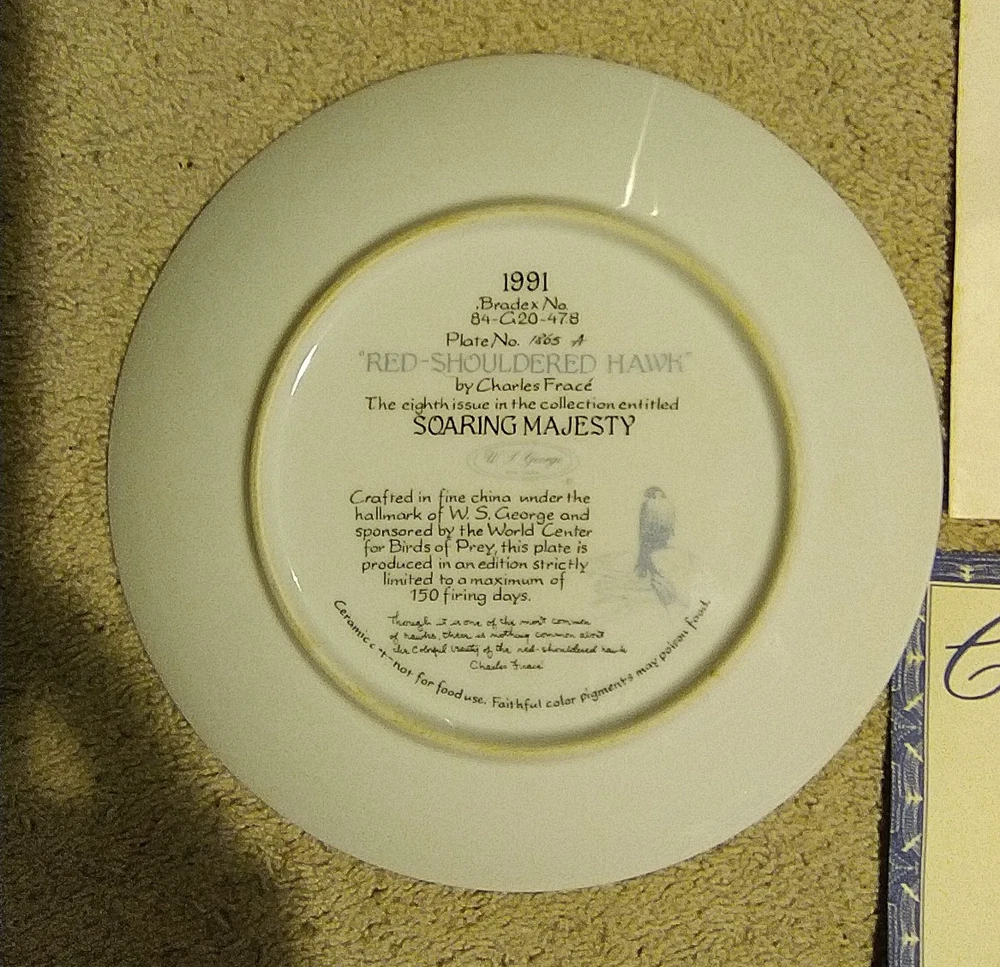 1991
Bradex No.
84-G20-47.8
Plate No. 1865 A
"RED-SHOULDERED HAWK"
by Charles Fracé
The eighth issue in the collection entitled
SOARING MAJESTY
W. S. George
Crafted in fine china under the
hallmark of W. S. George and
sponsored by the World Center
for Birds of Prey, this plate is
produced in an edition strictly
limited to a maximum of
150 firing days.
Though it is one of the most common
of hawks, there is nothing common about
the colorful beauty of the red-shouldered hawk
Charles Fracé
Ceramic art-not for food use. Faithful color pigments may poison food.
C